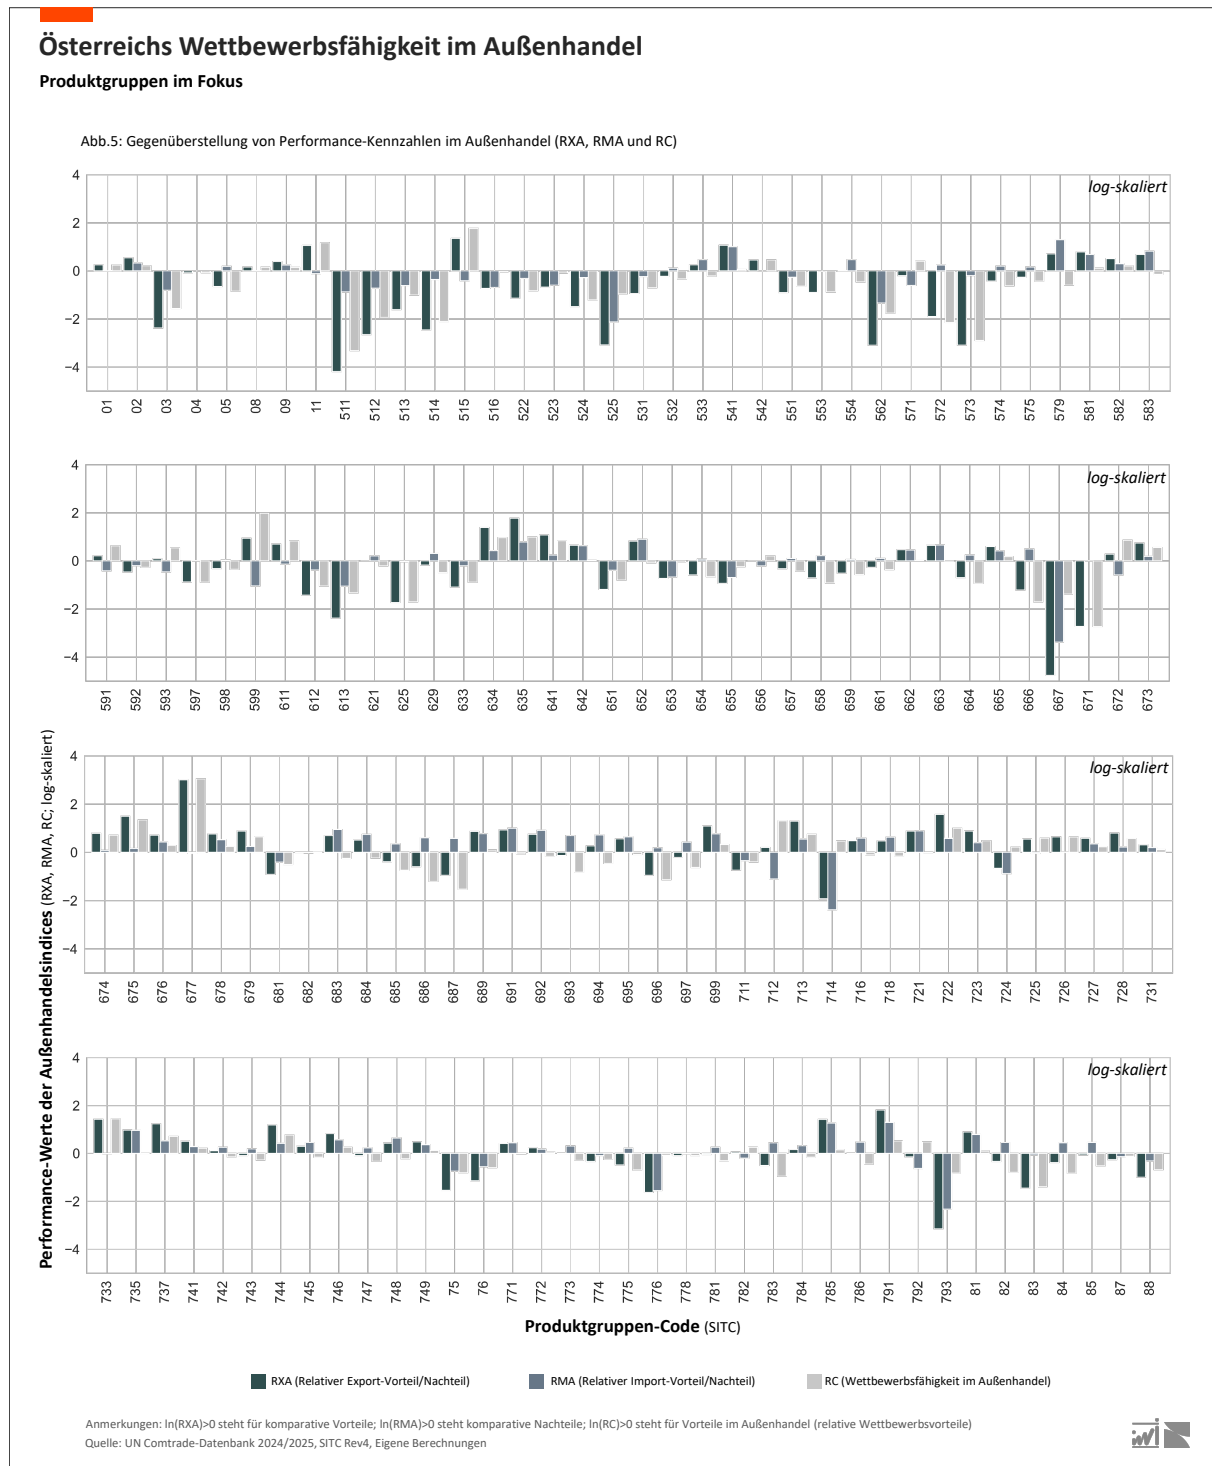 Österreichs Wettbewerbsfähigkeit im Außenhandel
Produktgruppen im Fokus
Abb.5: Gegenüberstellung von Performance-Kennzahlen im Außenhandel (RXA, RMA und RC)
4
2
0
−2
−4
log-skaliert
01 02 03 04 05 08 09 11 511 512 513 514 515 516 522 523 524 525 531 532 533 541 542 551 553 554 562 571 572 573 574 575 579 581 582 583
4
2
0
−2
−4
log-skaliert
591 592 593 597 598 599 611 612 613 621 625 629 633 634 635 641 642 651 652 653 654 655 656 657 658 659 661 662 663 664 665 666 667 671 672 673
4
2
0
−2
−4
log-skaliert
674 675 676 677 678 679 681 682 683 684 685 686 687 689 691 692 693 694 695 696 697 699 711 712 713 714 716 718 721 722 723 724 725 726 727 728 731
4
2
0
−2
−4
log-skaliert
733 735 737 741 742 743 744 745 746 747 748 749 75 76 771 772 773 774 775 776 778 781 782 783 784 785 786 791 792 793 81 82 83 84 85 87 88
Performance-Werte der Außenhandelsindices (RXA, RMA, RC; log-skaliert)
Produktgruppen-Code (SITC)
RXA (Relativer Export-Vorteil/Nachteil)
RMA (Relativer Import-Vorteil/Nachteil)
RC (Wettbewerbsfähigkeit im Außenhandel)
Anmerkungen: ln(RXA)>0 steht für komparative Vorteile; ln(RMA)>0 steht komparative Nachteile; ln(RC)>0 steht für Vorteile im Außenhandel (relative Wettbewerbsvorteile)
Quelle: UN Comtrade-Datenbank 2024/2025, SITC Rev4, Eigene Berechnungen
iwi